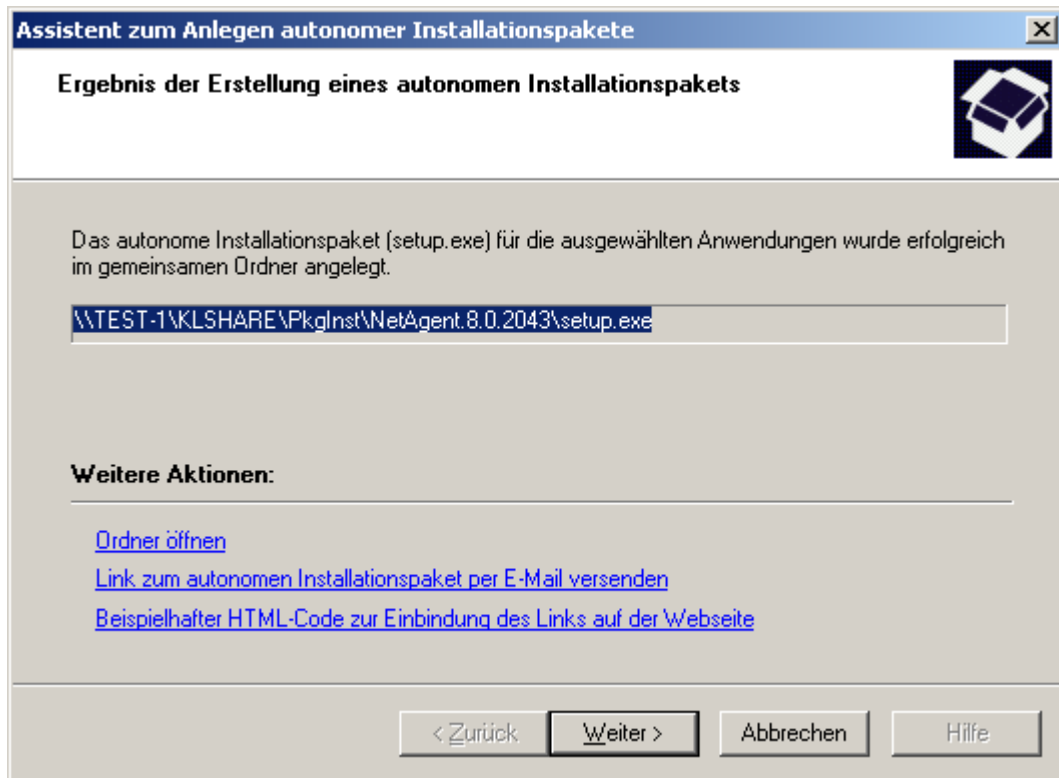 Assistent zum Anlegen autonomer Installationspakete
Ergebnis der Erstellung eines autonomen Installationspakets
Das autonome Installationspaket (setup.exe) für die ausgewählten Anwendungen wurde erfolgreich
im gemeinsamen Ordner angelegt.
\\TEST-1\KLSHARE\PkgInst\NetAgent.8.0.2043\setup.exe
Weitere Aktionen:
Ordner öffnen
Link zum autonomen Installationspaket per E-Mail versenden
Beispielhafter HTML-Code zur Einbindung des Links auf der Webseite
< Zurück Weiter > Abbrechen Hilfe